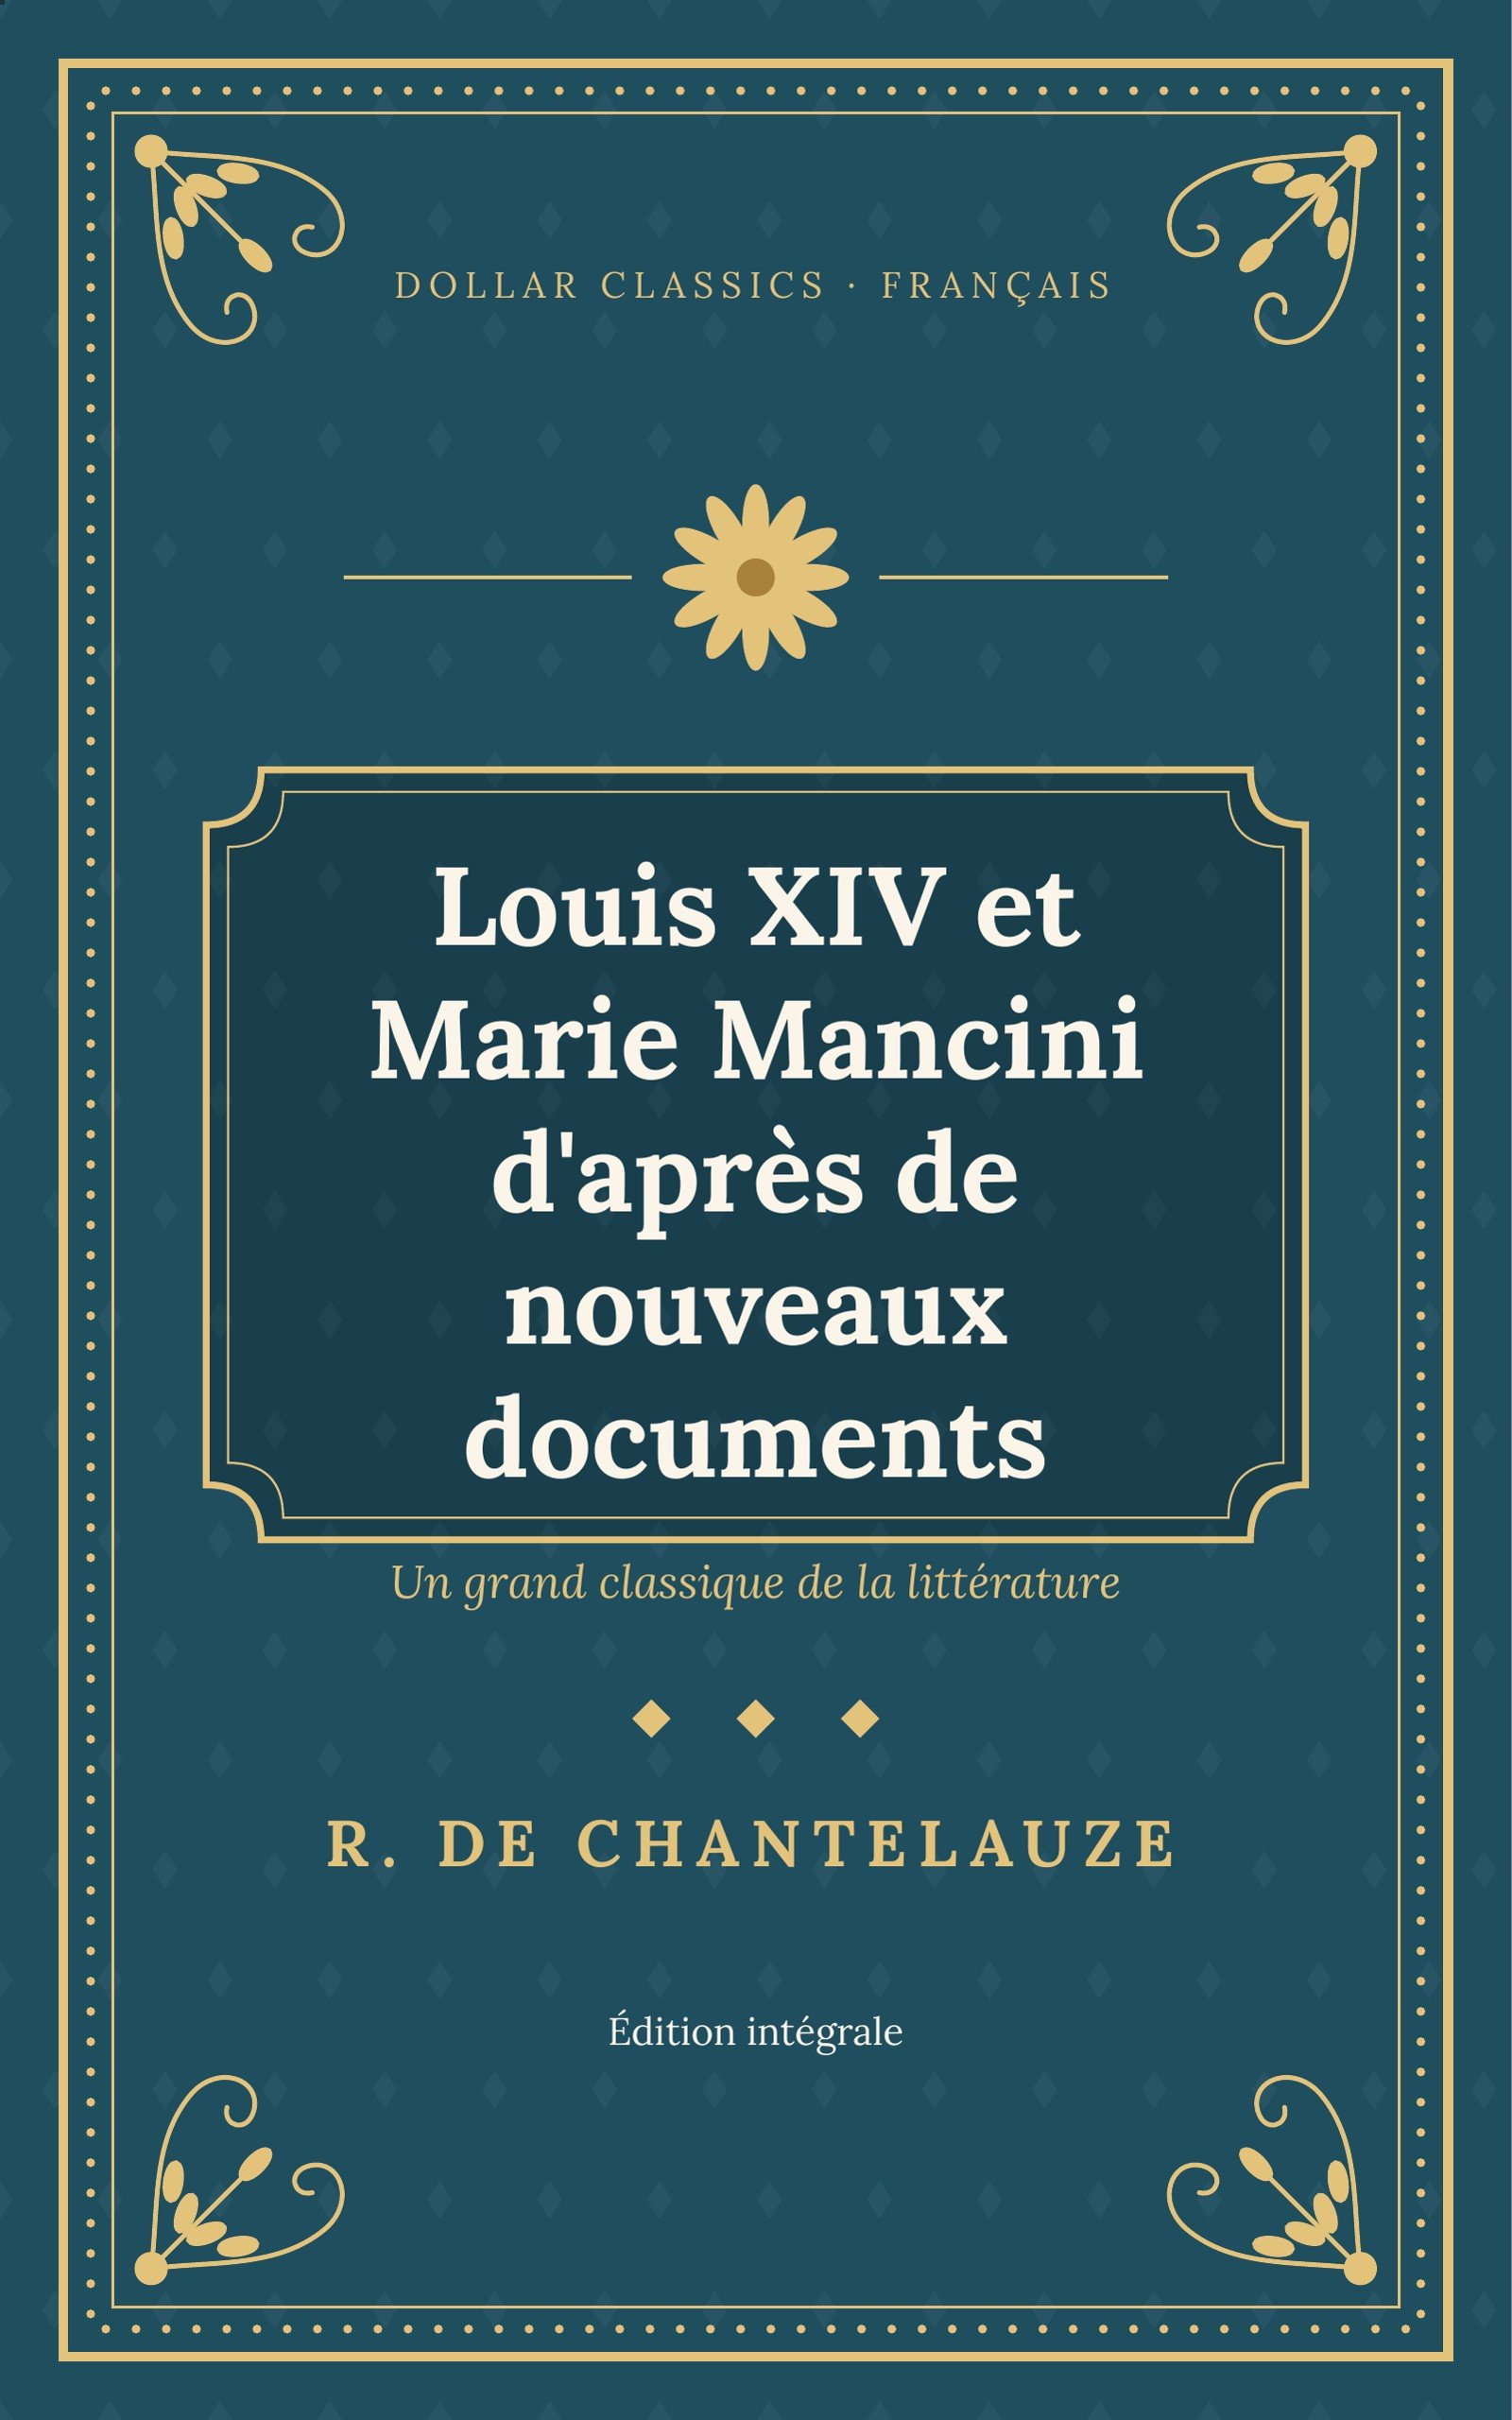 DOLLAR CLASSICS · FRANÇAIS
Louis XIV et
Marie Mancini
d'après de
nouveaux
documents
Un grand classique de la littérature
R. DE CHANTELAUZE
Édition intégrale